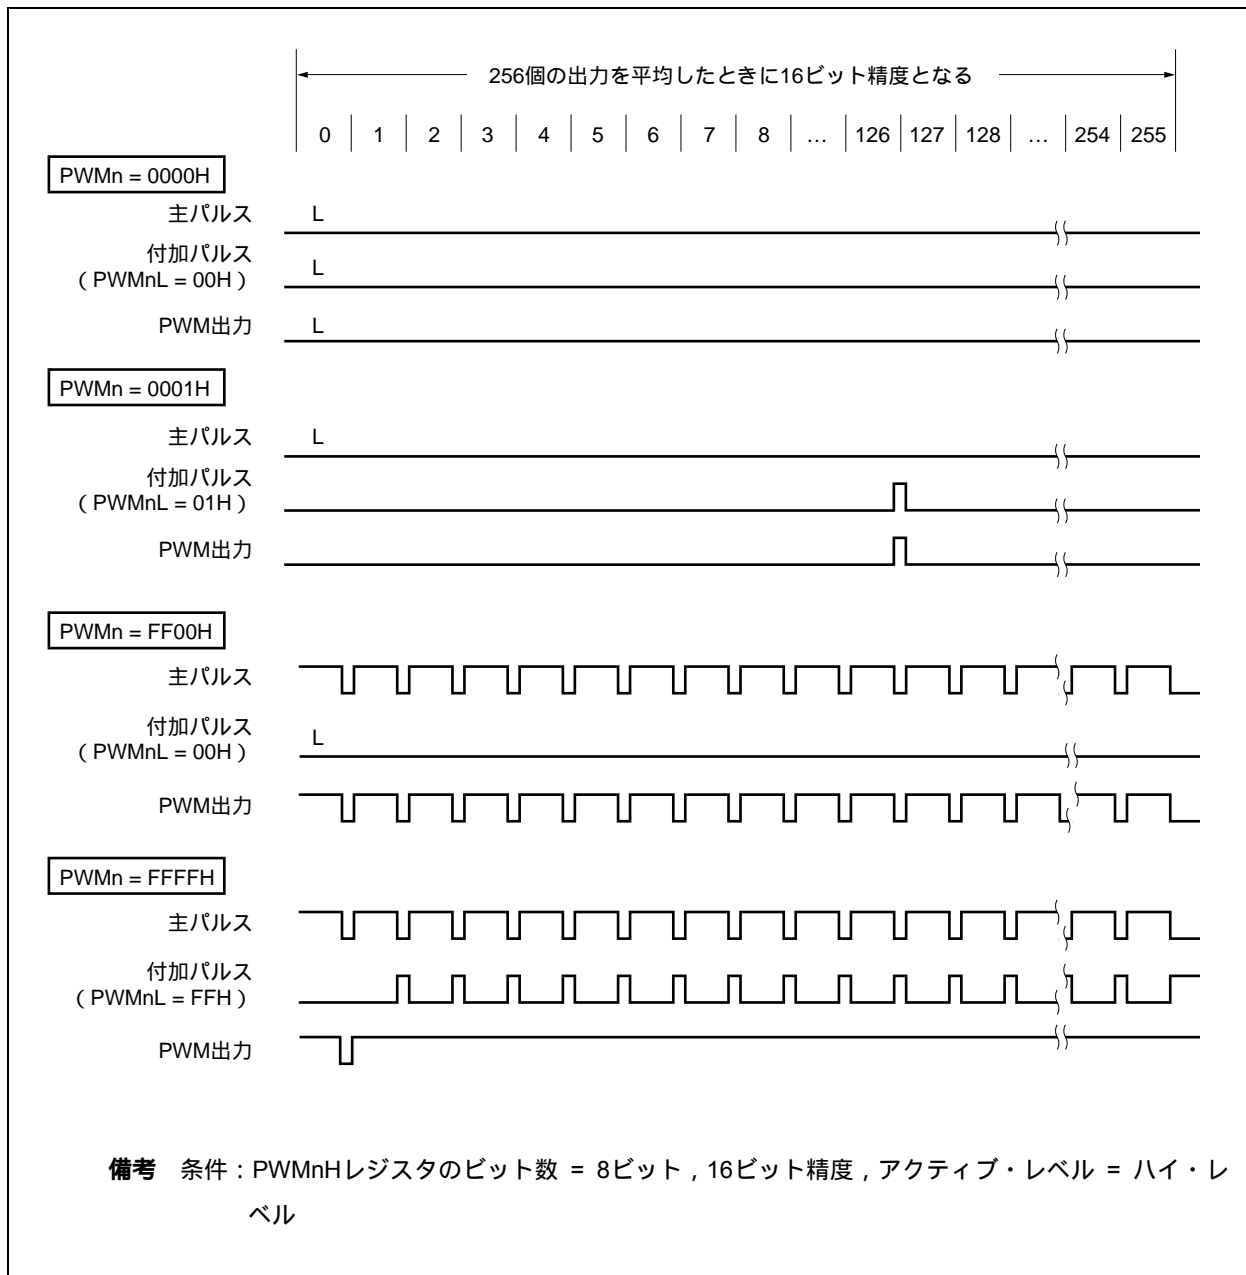 256個の出力を平均したときに16ビット精度となる
0 1 2 3 4 5 6 7 8 … 126 127 128 … 254 255
PWMn = 0000H
主パルス L
付加パルス
(PWMnL = 00H) L
PWM出力 L
PWMn = 0001H
主パルス L
付加パルス
(PWMnL = 01H)
PWM出力
PWMn = FF00H
主パルス
付加パルス
(PWMnL = 00H) L
PWM出力
PWMn = FFFFH
主パルス
付加パルス
(PWMnL = FFH)
PWM出力
備考 条件:PWMnHレジスタのビット数 = 8ビット,16ビット精度,アクティブ・レベル = ハイ・レ
ベル